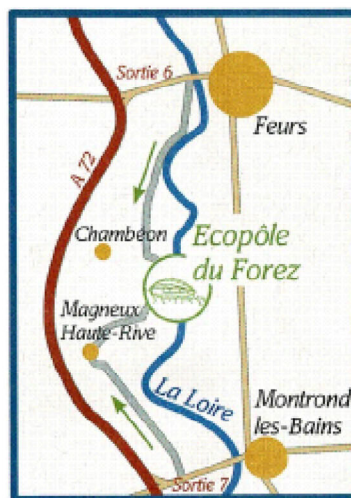 Sortie 6
Feurs
A 72
Chambéon
Ecopôle
du Forez
Magneux
Haute-Rive
La Loire
Montrond
les-Bains
Sortie 7